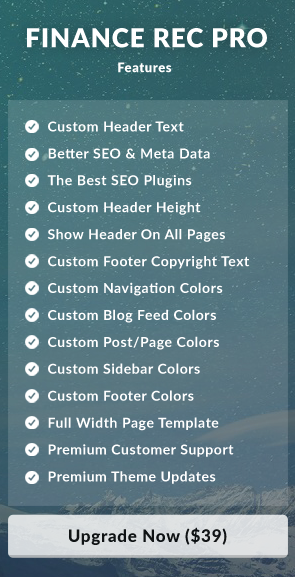 FINANCE REC PRO
Features
Custom Header Text
Better SEO & Meta Data
The Best SEO Plugins
Custom Header Height
Show Header On All Pages
Custom Footer Copyright Text
Custom Navigation Colors
Custom Blog Feed Colors
Custom Post/Page Colors
Custom Sidebar Colors
Custom Footer Colors
Full Width Page Template
Premium Customer Support
Premium Theme Updates
Upgrade Now ($39)